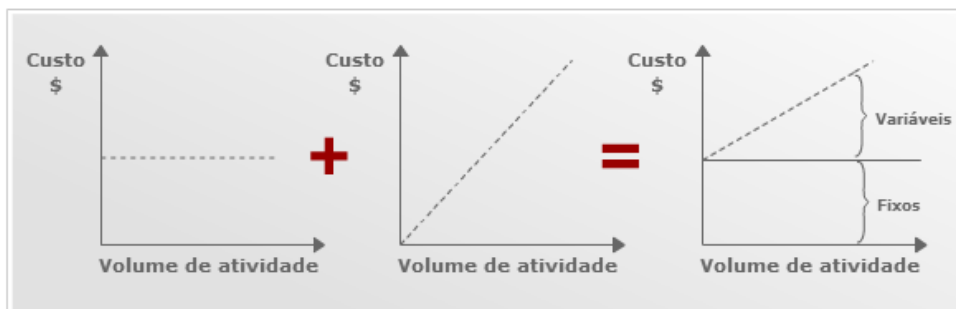 Custo
$
Volume de atividade
+
Custo
$
Volume de atividade
=
Custo
$
Variáveis
Fixos
Volume de atividade